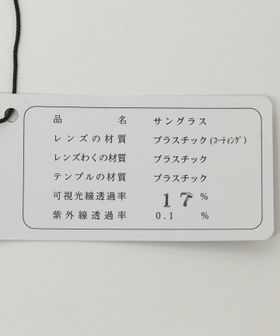 品名 サングラス
レンズの材質 プラスチック(ｺｰﾃｨﾝｸﾞ)
レンズわくの材質 プラスチック
テンプルの材質 プラスチック
可視光線透過率 17 %
紫外線透過率 0.1 %